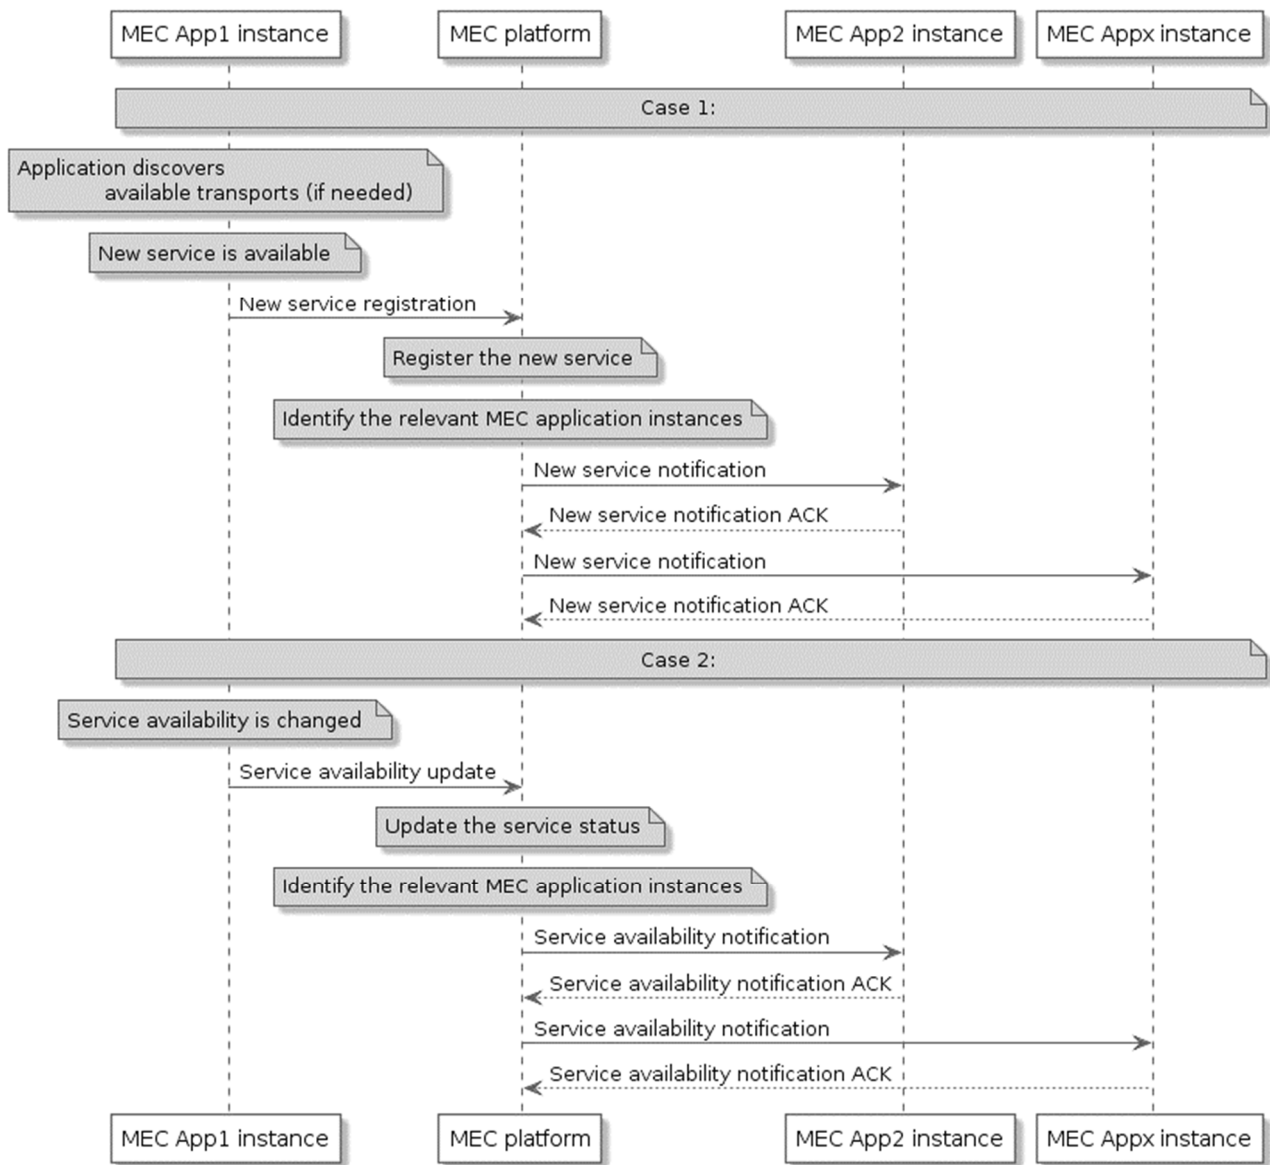 MEC App1 instance
MEC platform
MEC App2 instance
MEC Appx instance
Case 1:
Application discovers
available transports (if needed)
New service is available
New service registration
Register the new service
Identify the relevant MEC application instances
New service notification
New service notification ACK
New service notification
New service notification ACK
Case 2:
Service availability is changed
Service availability update
Update the service status
Identify the relevant MEC application instances
Service availability notification
Service availability notification ACK
Service availability notification
Service availability notification ACK
MEC App1 instance
MEC platform
MEC App2 instance
MEC Appx instance